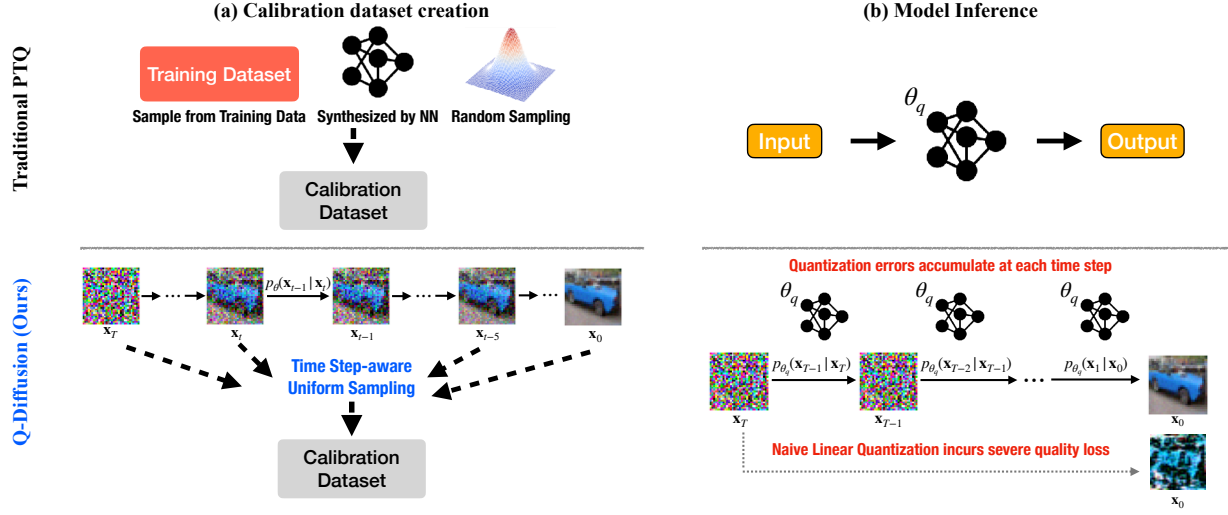 (a) Calibration dataset creation
(b) Model Inference
Traditional PTQ
Training Dataset
Sample from Training Data
Synthesized by NN
Random Sampling
Calibration
Dataset
θq
Input
Output
Q-Diffusion (Ours)
pθ(xt−1 | xt)
xT
xt
xt−1
xt−5
x0
Time Step-aware
Uniform Sampling
Calibration
Dataset
Quantization errors accumulate at each time step
θq
θq
θq
pθq(xT−1 | xT)
pθq(xT−2 | xT−1)
pθq(x1 | x0)
xT
xT−1
x0
Naive Linear Quantization incurs severe quality loss
x0